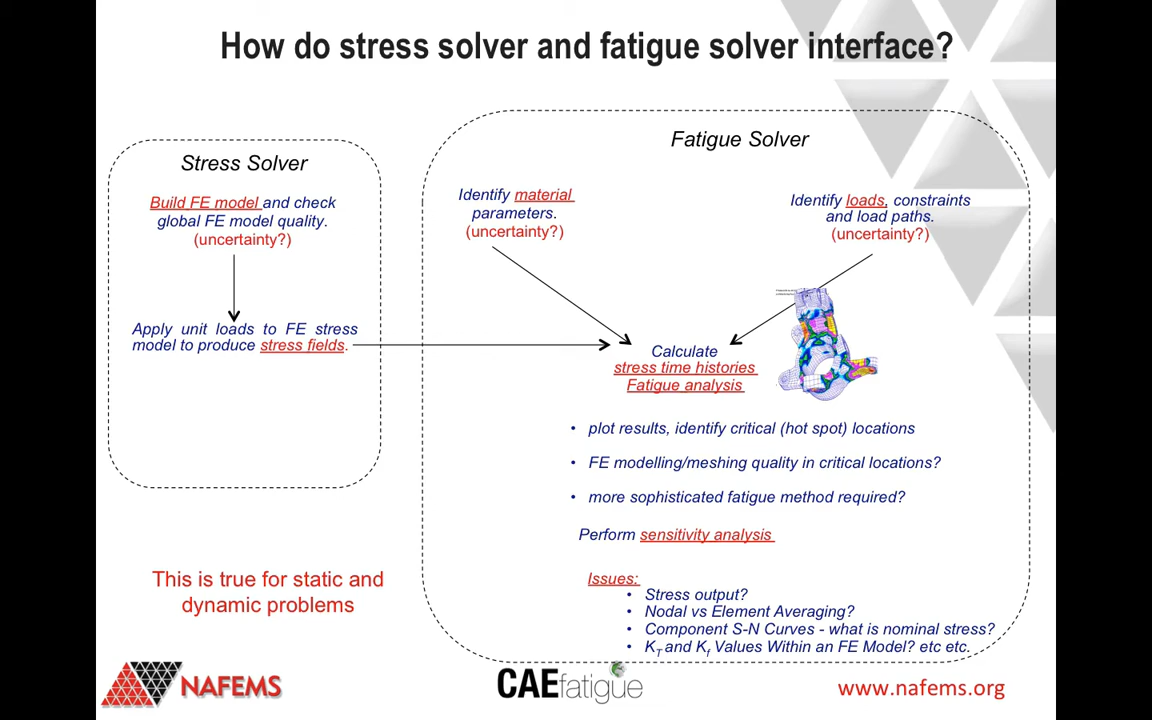 How do stress solver and fatigue solver interface?
Stress Solver
Build FE model and check
global FE model quality.
(uncertainty?)
Apply unit loads to FE stress
model to produce stress fields.
Fatigue Solver
Identify material
parameters.
(uncertainty?)
Identify loads, constraints
and load paths.
(uncertainty?)
Calculate
stress time histories
Fatigue analysis
• plot results, identify critical (hot spot) locations
• FE modelling/meshing quality in critical locations?
• more sophisticated fatigue method required?
Perform sensitivity analysis
Issues:
• Stress output?
• Nodal vs Element Averaging?
• Component S-N Curves - what is nominal stress?
• KT and Kf Values Within an FE Model? etc etc.
This is true for static and
dynamic problems
NAFEMS
CAEfatigue
www.nafems.org